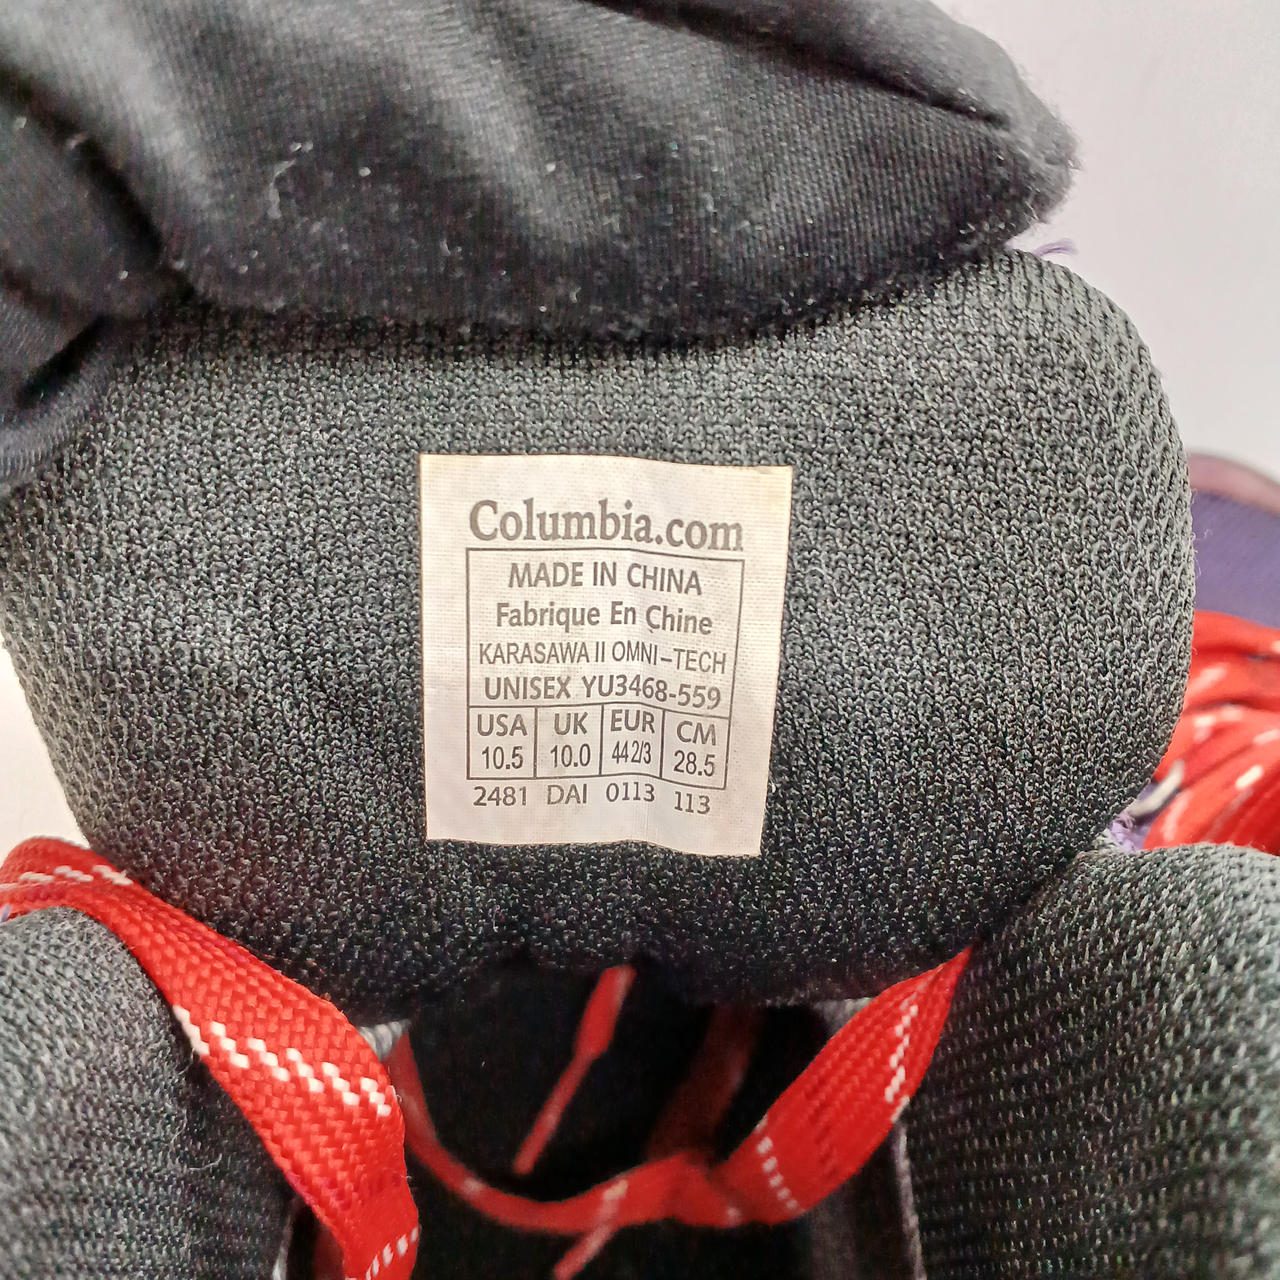 Columbia.com
MADE IN CHINA
Fabrique En Chine
KARASAWA II OMNI-TECH
UNISEX YU3468-559
USA UK EUR CM
10.5 10.0 44 2/3 28.5
2481 DAI 0113 113